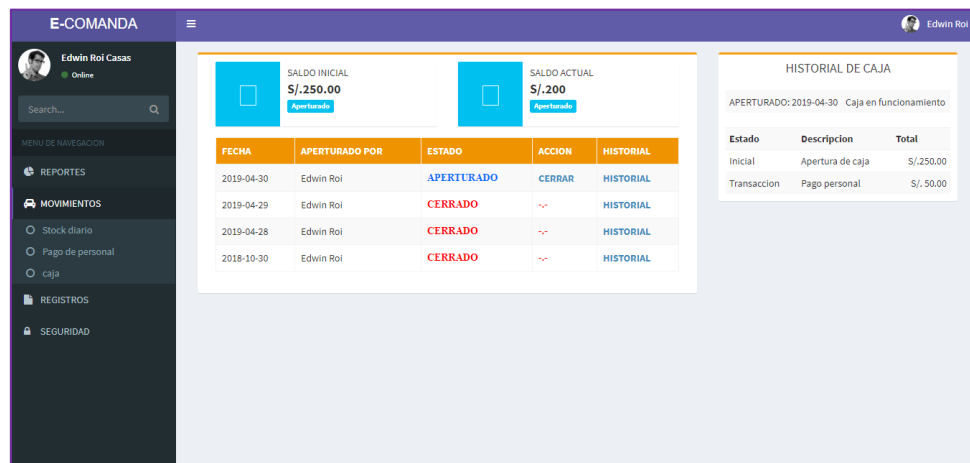 E-COMANDA
Edwin Roi
Edwin Roi Casas
Online
Search...
MENU DE NAVEGACION
REPORTES
MOVIMIENTOS
Stock diario
Pago de personal
caja
REGISTROS
SEGURIDAD
SALDO INICIAL
S/.250.00
Aperturado
SALDO ACTUAL
S/.200
Aperturado
FECHA APERTURADO POR ESTADO ACCION HISTORIAL
2019-04-30 Edwin Roi APERTURADO CERRAR HISTORIAL
2019-04-29 Edwin Roi CERRADO -.- HISTORIAL
2019-04-28 Edwin Roi CERRADO -.- HISTORIAL
2018-10-30 Edwin Roi CERRADO -.- HISTORIAL
HISTORIAL DE CAJA
APERTURADO: 2019-04-30 Caja en funcionamiento
Estado Descripcion Total
Inicial Apertura de caja S/.250.00
Transaccion Pago personal S/. 50.00